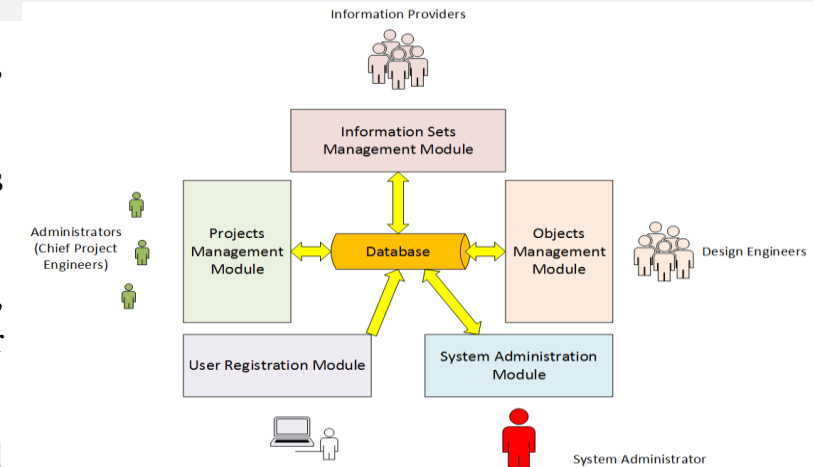 Information Providers
Information Sets
Management Module
Administrators
(Chief Project
Engineers)
Projects
Management
Module
Database
Objects
Management
Module
Design Engineers
User Registration Module
System Administration
Module
System Administrator